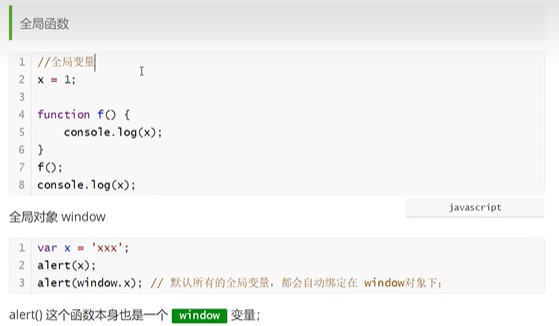 全局函数
1 //全局变量
2 x = 1;
3
4 function f() {
5     console.log(x);
6 }
7 f();
8 console.log(x);
javascript
全局对象 window
1 var x = 'xxx';
2 alert(x);
3 alert(window.x); // 默认所有的全局变量，都会自动绑定在 window对象下；
alert() 这个函数本身也是一个 window 变量；